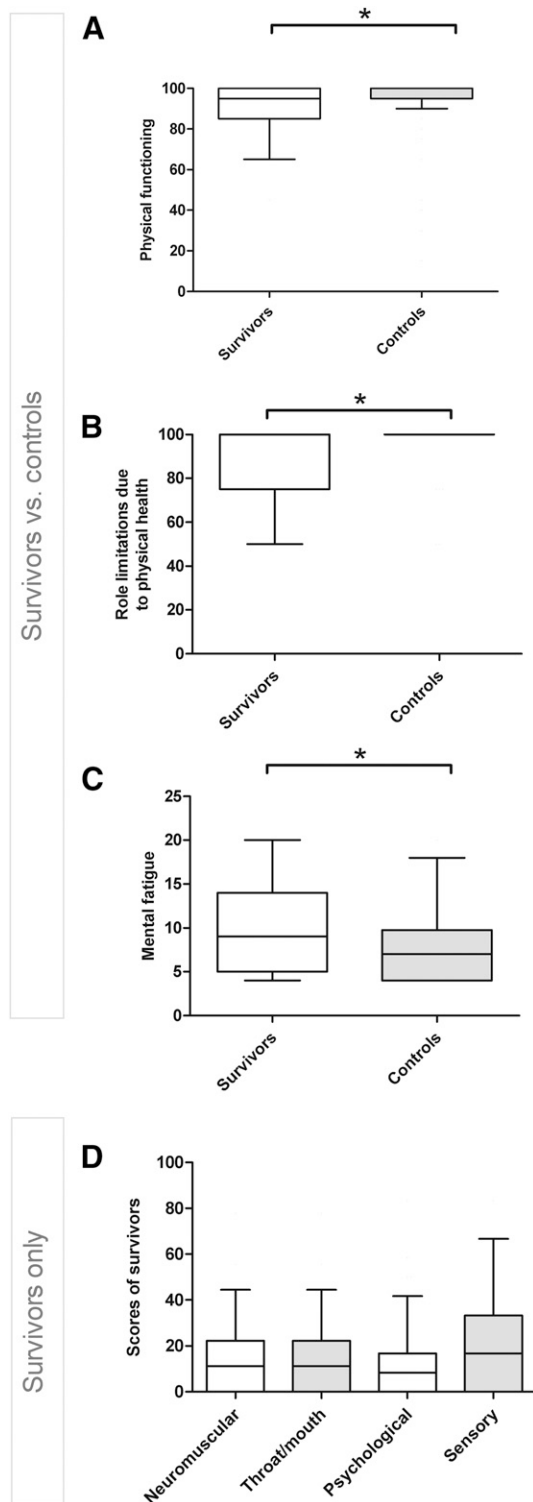 Survivors vs. controls
A
*
Physical functioning
100
80
60
40
20
0
Survivors
Controls
B
*
Role limitations due
to physical health
100
80
60
40
20
0
Survivors
Controls
C
*
Mental fatigue
25
20
15
10
5
0
Survivors
Controls
Survivors only
D
Scores of survivors
100
80
60
40
20
0
Neuromuscular
Throat/mouth
Psychological
Sensory